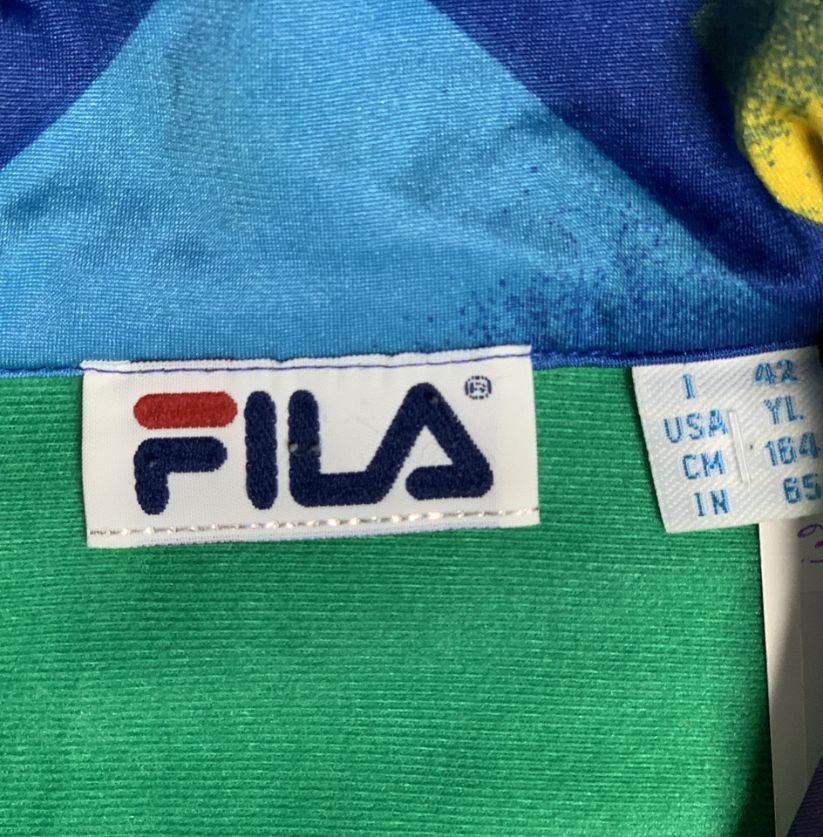 FILA®
I 42
USA YL
CM 164
IN 65